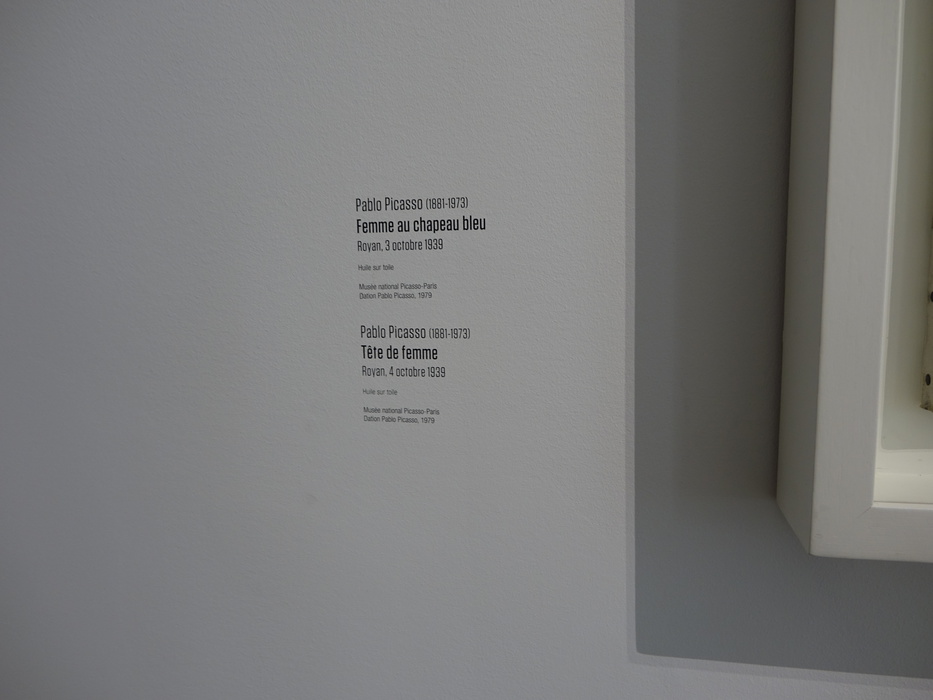 Pablo Picasso (1881-1973)
Femme au chapeau bleu
Royan, 3 octobre 1939
Huile sur toile
Musée national Picasso-Paris
Dation Pablo Picasso, 1979
Pablo Picasso (1881-1973)
Tête de femme
Royan, 4 octobre 1939
Huile sur toile
Musée national Picasso-Paris
Dation Pablo Picasso, 1979